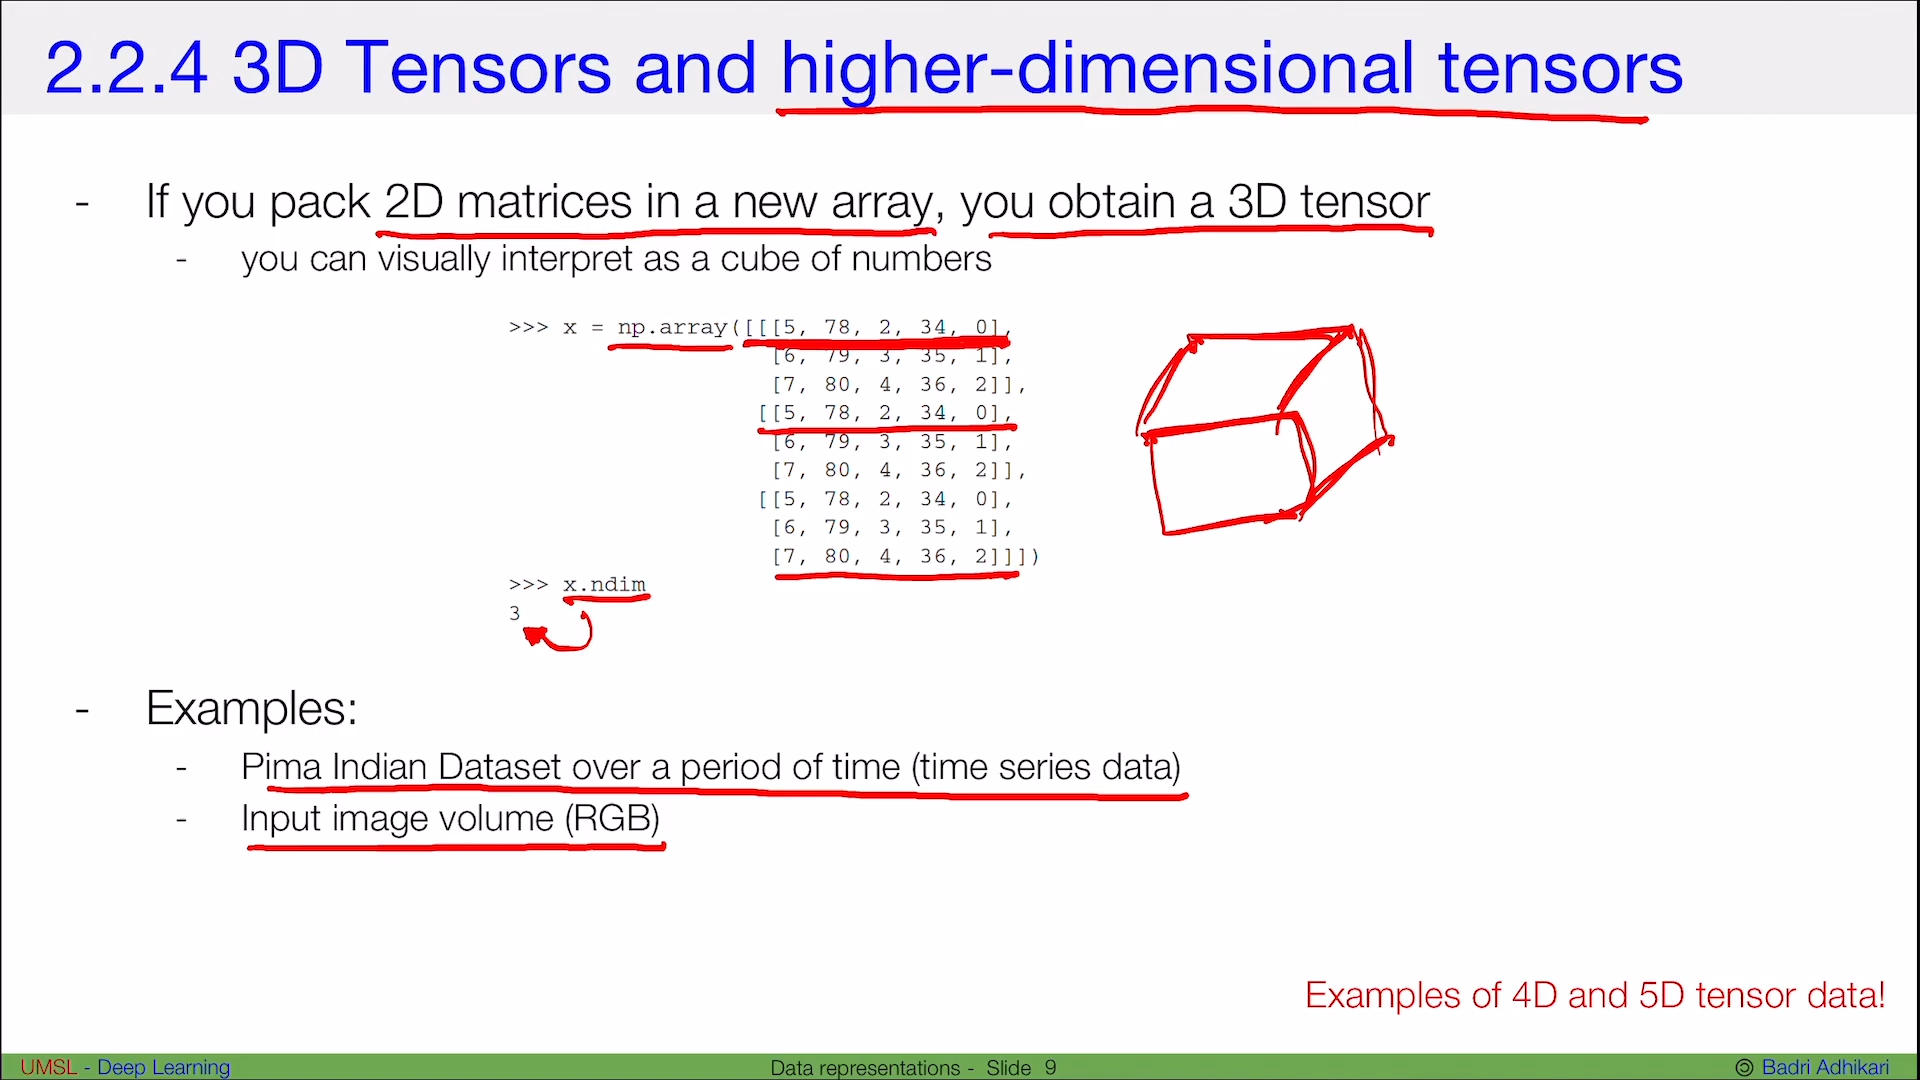 2.2.4 3D Tensors and higher-dimensional tensors
- If you pack 2D matrices in a new array, you obtain a 3D tensor
- you can visually interpret as a cube of numbers
>>> x = np.array([[[5, 78, 2, 34, 0],
[6, 79, 3, 35, 1],
[7, 80, 4, 36, 2]],
[[5, 78, 2, 34, 0],
[6, 79, 3, 35, 1],
[7, 80, 4, 36, 2]],
[[5, 78, 2, 34, 0],
[6, 79, 3, 35, 1],
[7, 80, 4, 36, 2]]])
>>> x.ndim
3
- Examples:
- Pima Indian Dataset over a period of time (time series data)
- Input image volume (RGB)
Examples of 4D and 5D tensor data!
UMSL - Deep Learning
Data representations - Slide 9
© Badri Adhikari